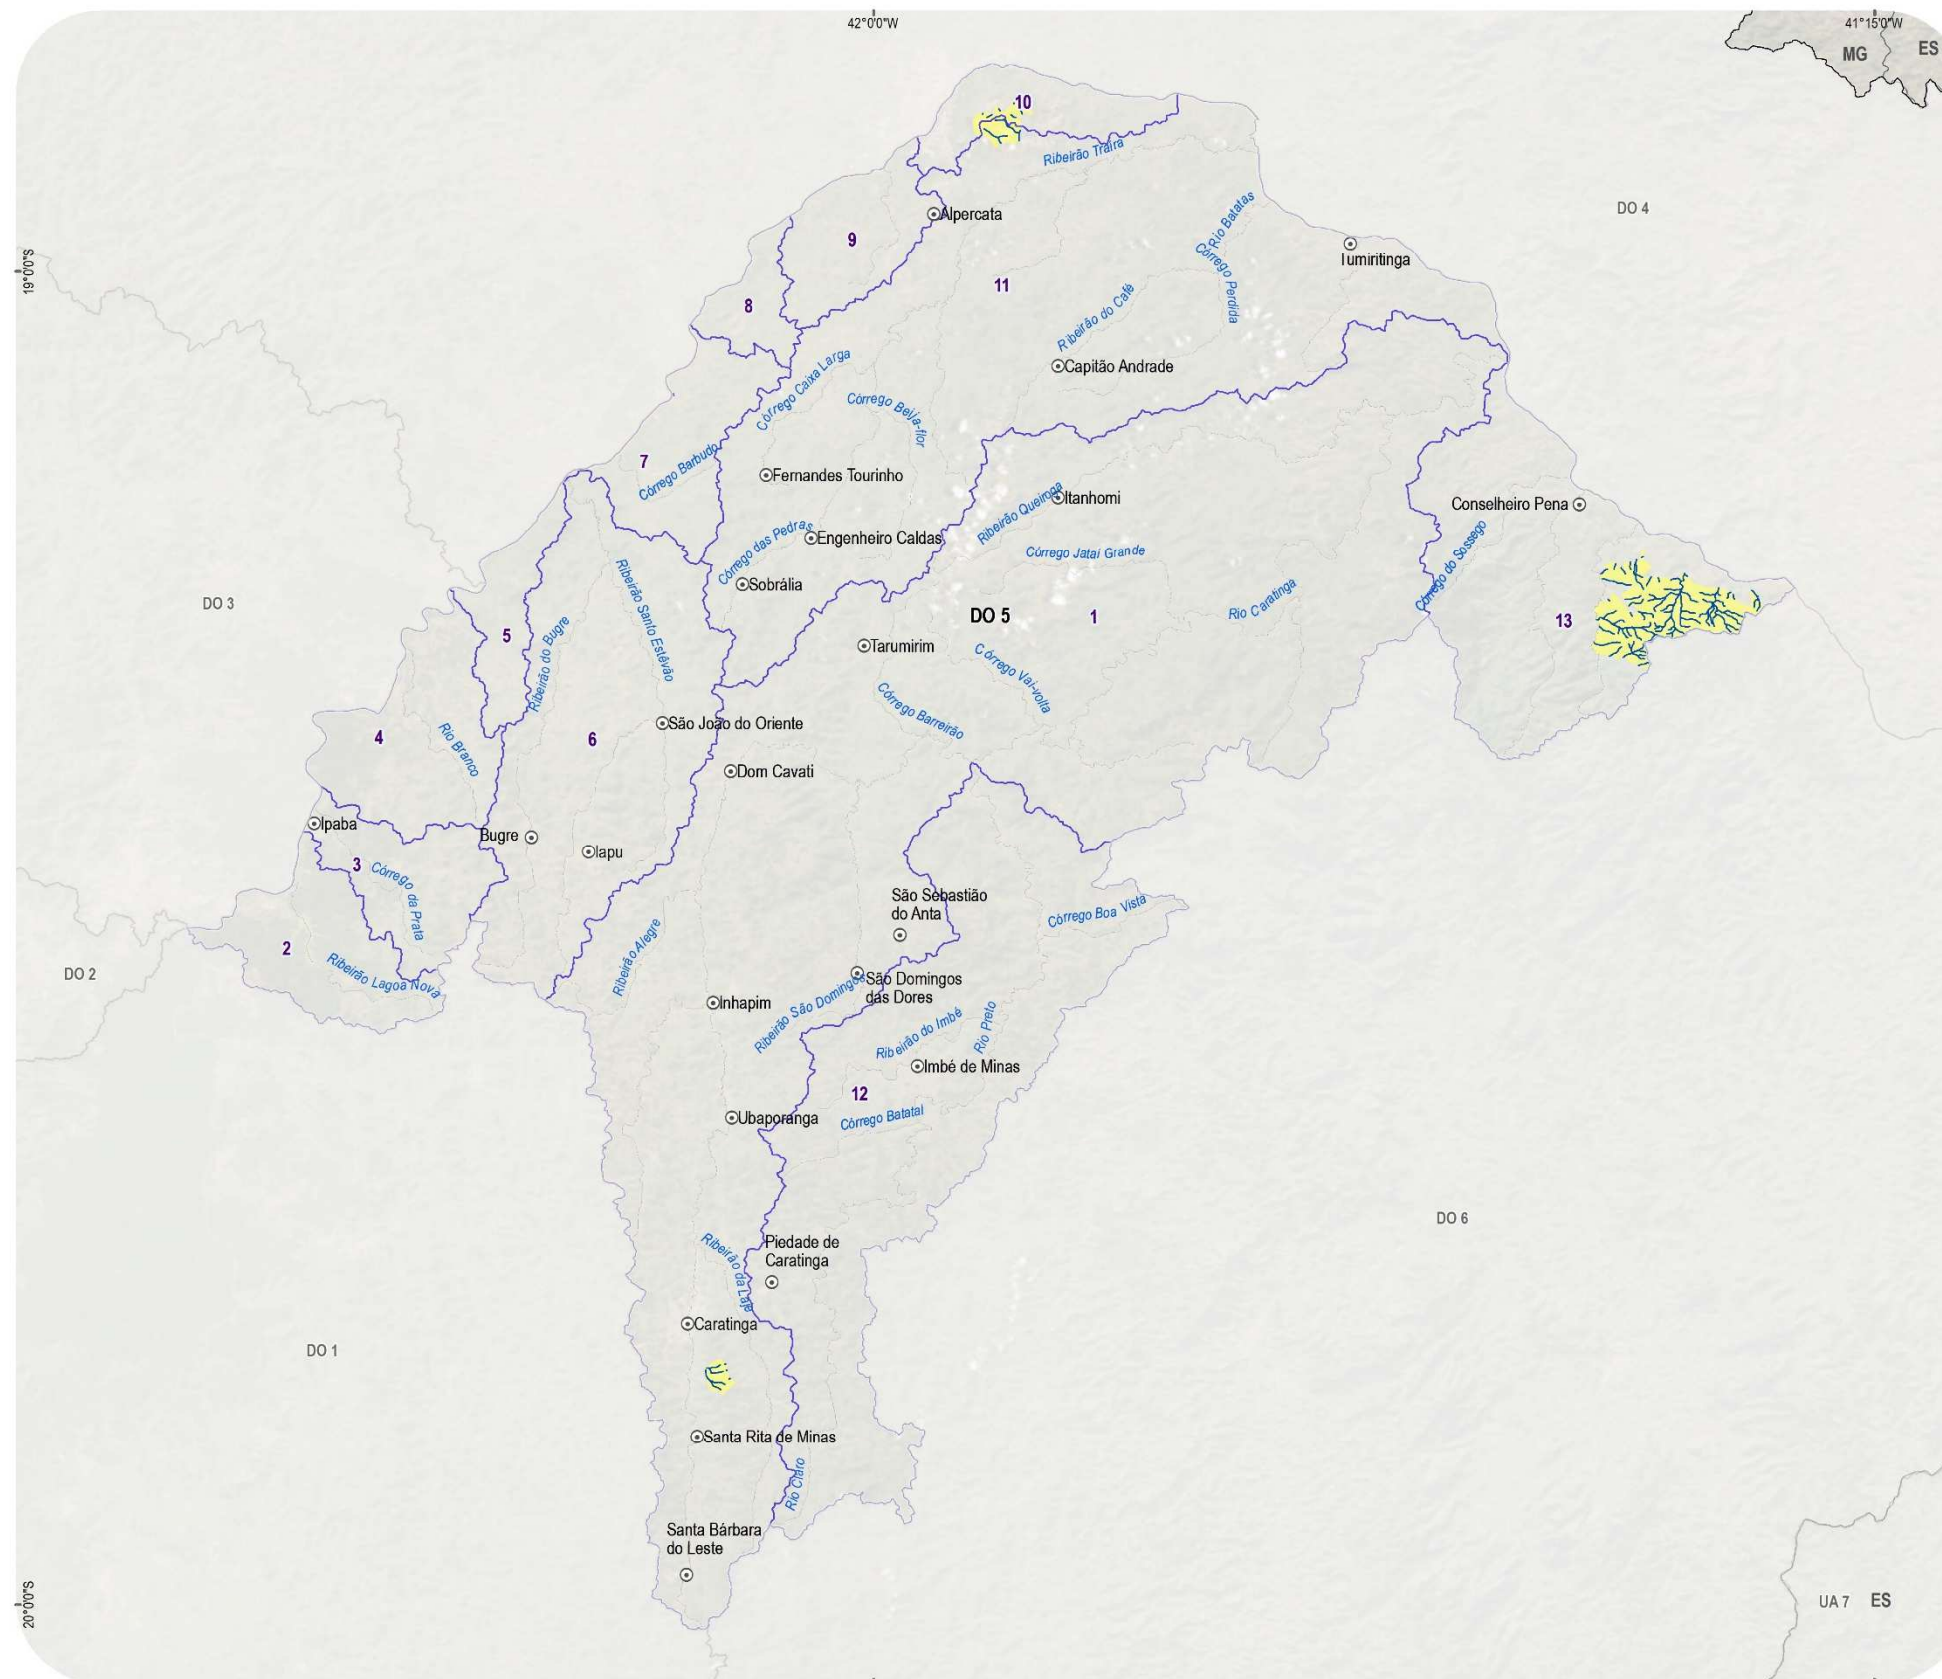 42°0'0"W
41°15'0"W
MG
ES
10
Ribeirão Traíra
DO 4
Alpercata
Rio Batatas
9
Córrego Perdida
Tumiritinga
19°0'0"S
11
8
Ribeirão do Café
Capitão Andrade
Córrego Caixa Larga
Córrego Beija-flor
7
Córrego Barbudo
Fernandes Tourinho
Ribeirão Queiroga
Itanhomi
Conselheiro Pena
Córrego das Pedras
Engenheiro Caldas
Córrego Jataí Grande
Córrego do Sossego
Sobrália
DO 3
Ribeirão Santo Estêvão
DO 5
1
Rio Caratinga
13
5
Ribeirão do Bugre
Tarumirim
Córrego Vai-volta
Córrego Barreirão
4
Rio Branco
6
São João do Oriente
Dom Cavati
Ipaba
Bugre
Iapu
3
Córrego da Prata
São Sebastião
do Anta
Córrego Boa Vista
2
Ribeirão Lagoa Nova
Ribeirão Alegre
DO 2
São Domingos
das Dores
Inhapim
Ribeirão São Domingos
Ribeirão do Imbé
Rio Preto
Imbé de Minas
12
Ubaporanga
Córrego Batatal
DO 6
Ribeirão da Laje
Piedade de
Caratinga
Caratinga
DO 1
Santa Rita de Minas
Rio Claro
Santa Bárbara
do Leste
20°0'0"S
UA 7
ES